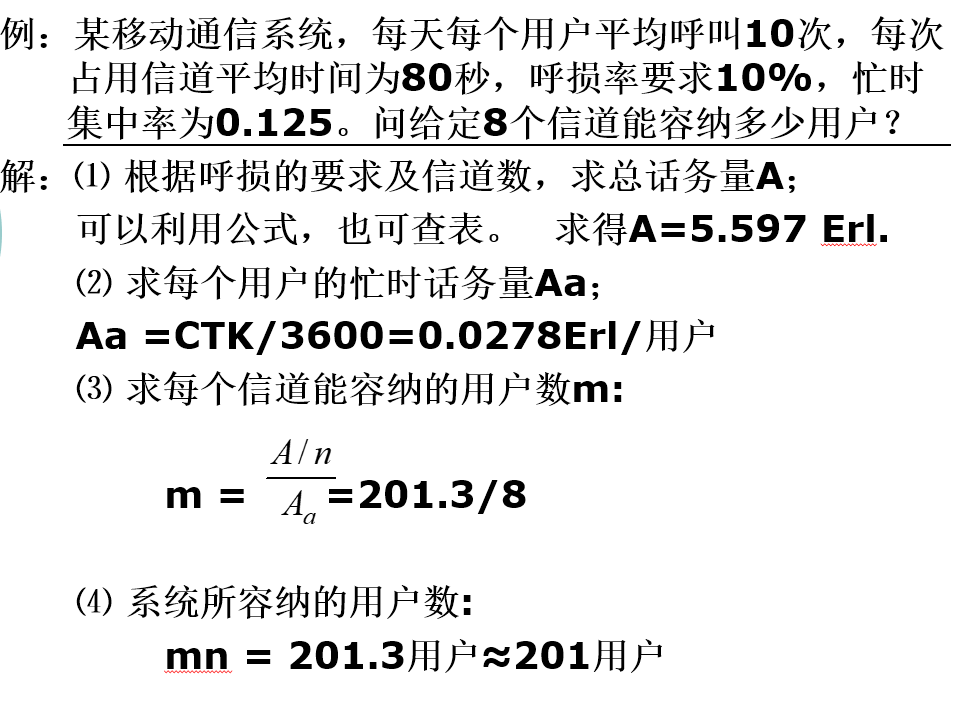 例：某移动通信系统，每天每个用户平均呼叫10次，每次
占用信道平均时间为80秒，呼损率要求10%，忙时
集中率为0.125。问给定8个信道能容纳多少用户？
解：⑴ 根据呼损的要求及信道数，求总话务量A；
可以利用公式，也可查表。 求得A=5.597 Erl.
⑵ 求每个用户的忙时话务量Aa；
Aa =CTK/3600=0.0278Erl/用户
⑶ 求每个信道能容纳的用户数m:
m = (A/n)/Aₐ =201.3/8
⑷ 系统所容纳的用户数:
mn = 201.3用户≈201用户